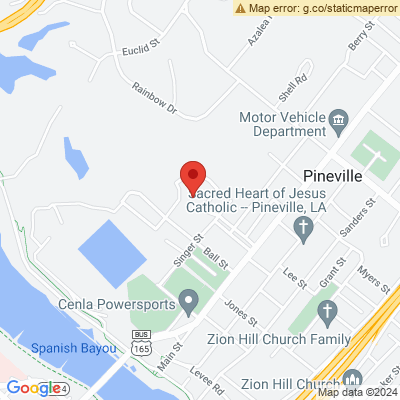 Map error: g.co/staticmaperror
Euclid St
Azalea
Berry St
Rainbow Dr
Shell Rd
Motor Vehicle
Department
Pineville
Sacred Heart of Jesus
Catholic -- Pineville, LA
Sanders St
Singer St
Ball St
Lee St
Grant St
Myers St
Cenla Powersports
Jones St
BUS
165
Zion Hill Church Family
Spanish Bayou
Main St
Levee Rd
Zion Hill Church
ker St
Google
4
Map data ©2024